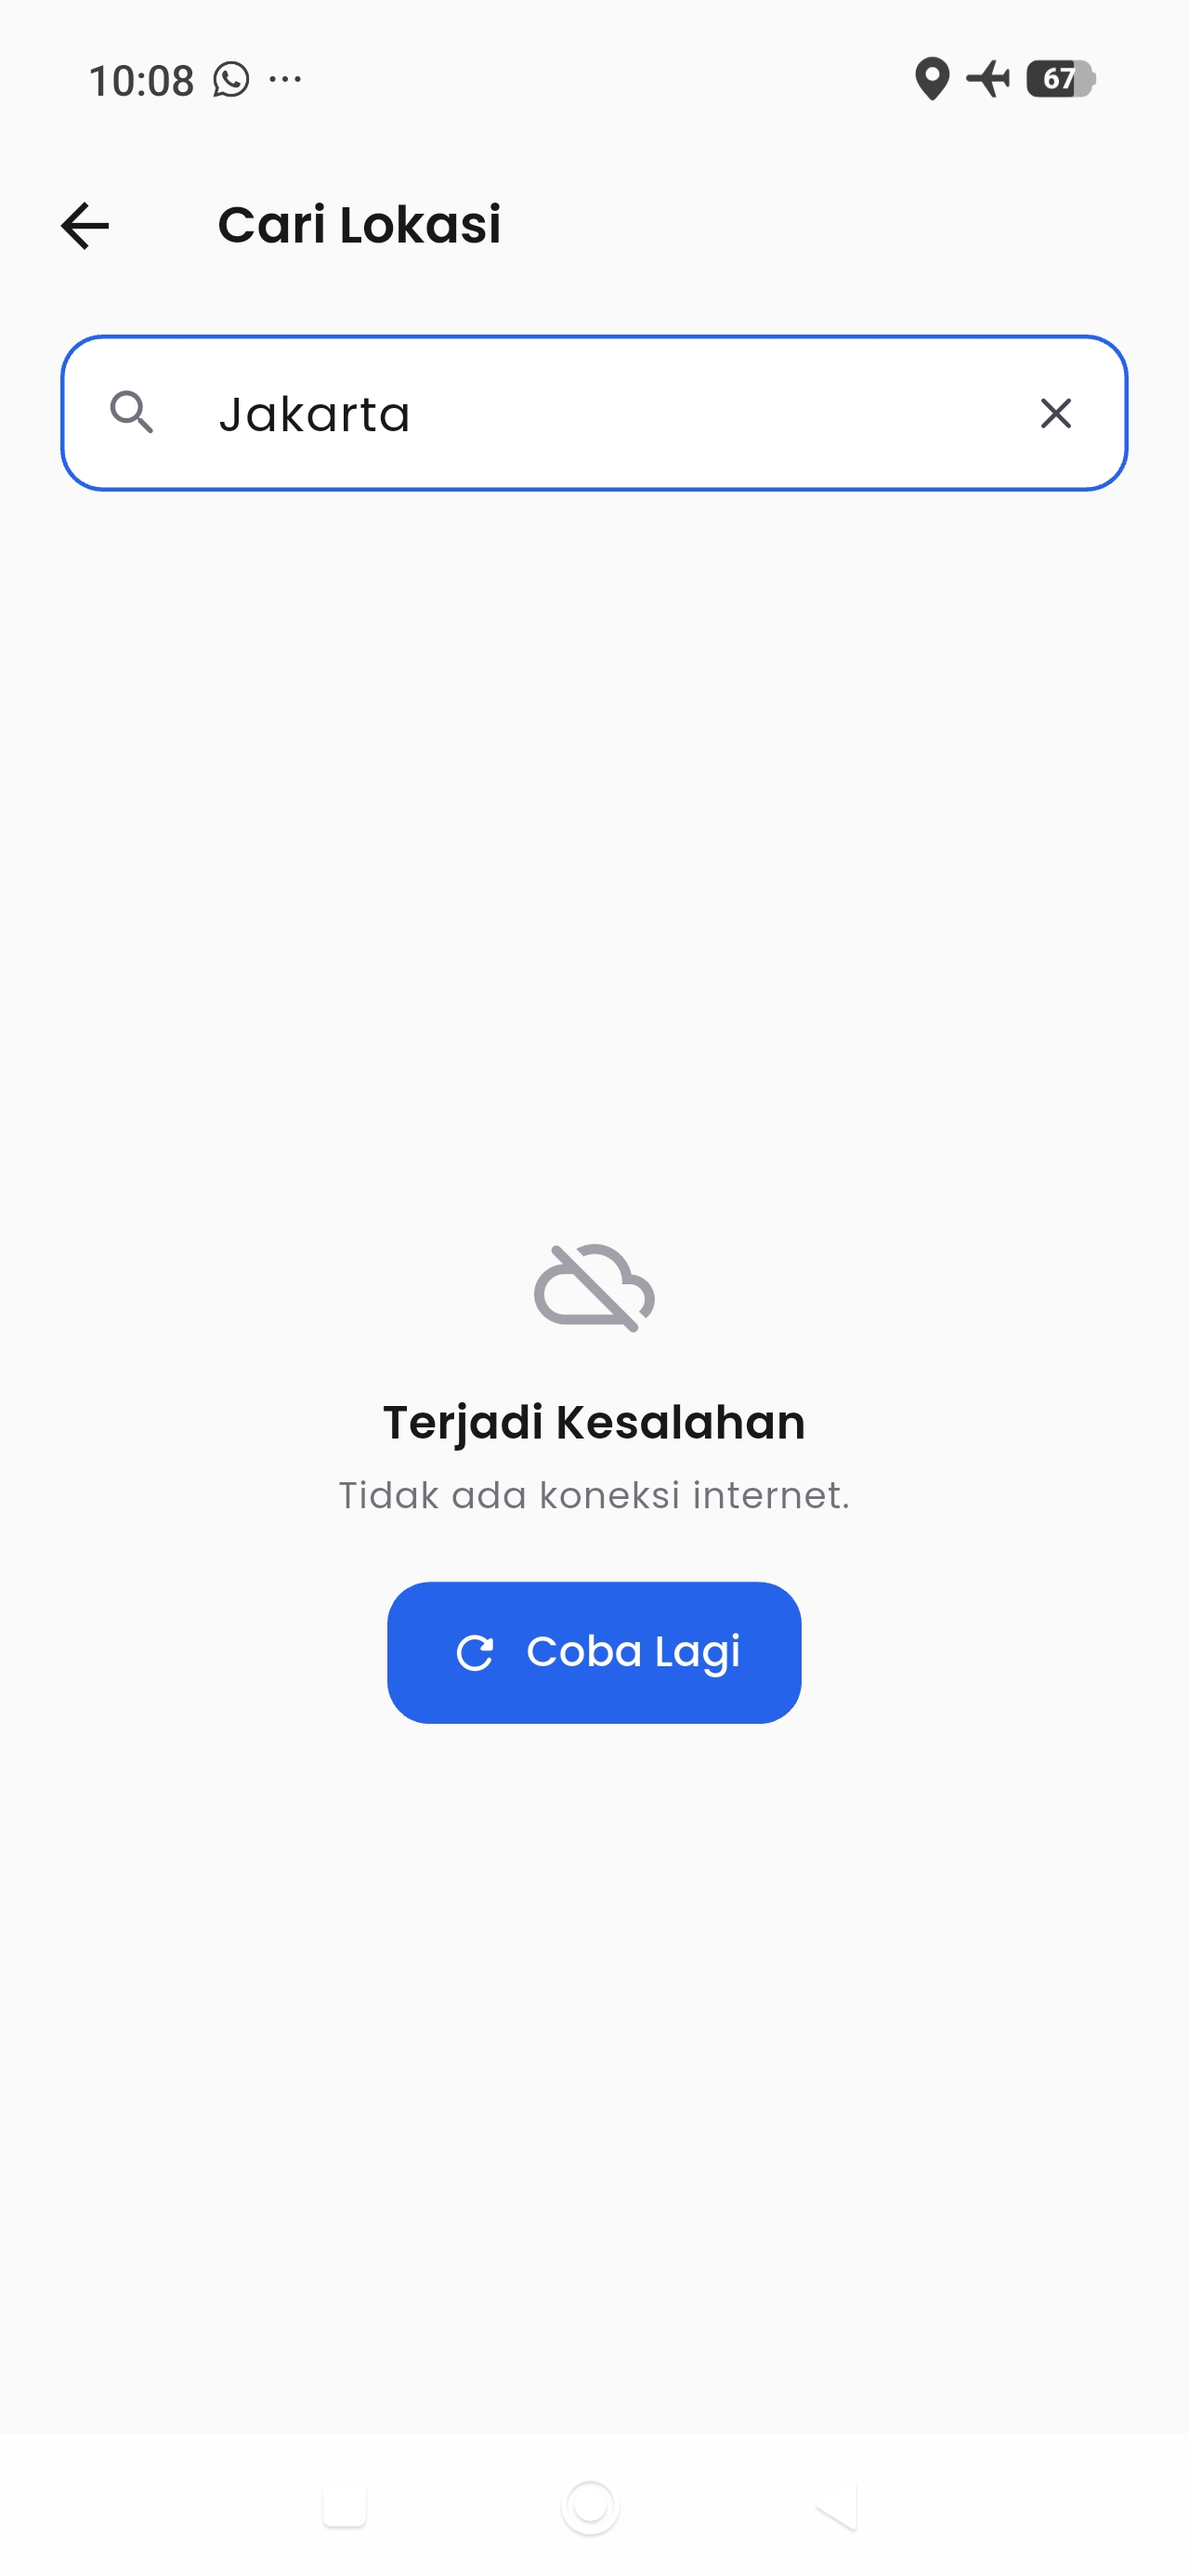 10:08
67
Cari Lokasi
Jakarta
Terjadi Kesalahan
Tidak ada koneksi internet.
Coba Lagi